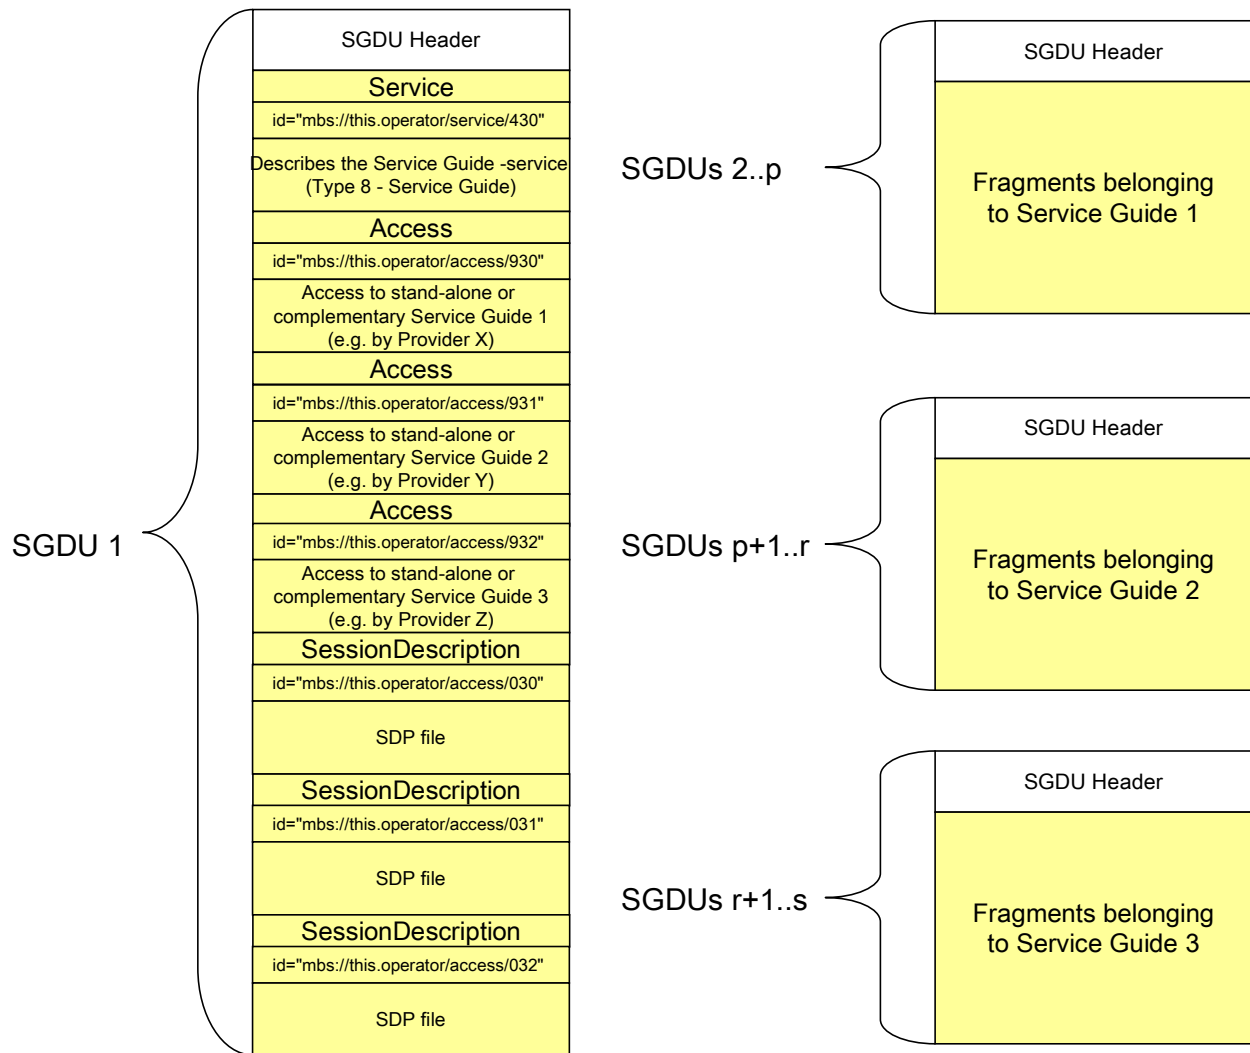 SGDU 1
SGDU Header
Service
id="mbs://this.operator/service/430"
Describes the Service Guide -service
(Type 8 - Service Guide)
Access
id="mbs://this.operator/access/930"
Access to stand-alone or
complementary Service Guide 1
(e.g. by Provider X)
Access
id="mbs://this.operator/access/931"
Access to stand-alone or
complementary Service Guide 2
(e.g. by Provider Y)
Access
id="mbs://this.operator/access/932"
Access to stand-alone or
complementary Service Guide 3
(e.g. by Provider Z)
SessionDescription
id="mbs://this.operator/access/030"
SDP file
SessionDescription
id="mbs://this.operator/access/031"
SDP file
SessionDescription
id="mbs://this.operator/access/032"
SDP file
SGDUs 2..p
SGDU Header
Fragments belonging
to Service Guide 1
SGDUs p+1..r
SGDU Header
Fragments belonging
to Service Guide 2
SGDUs r+1..s
SGDU Header
Fragments belonging
to Service Guide 3